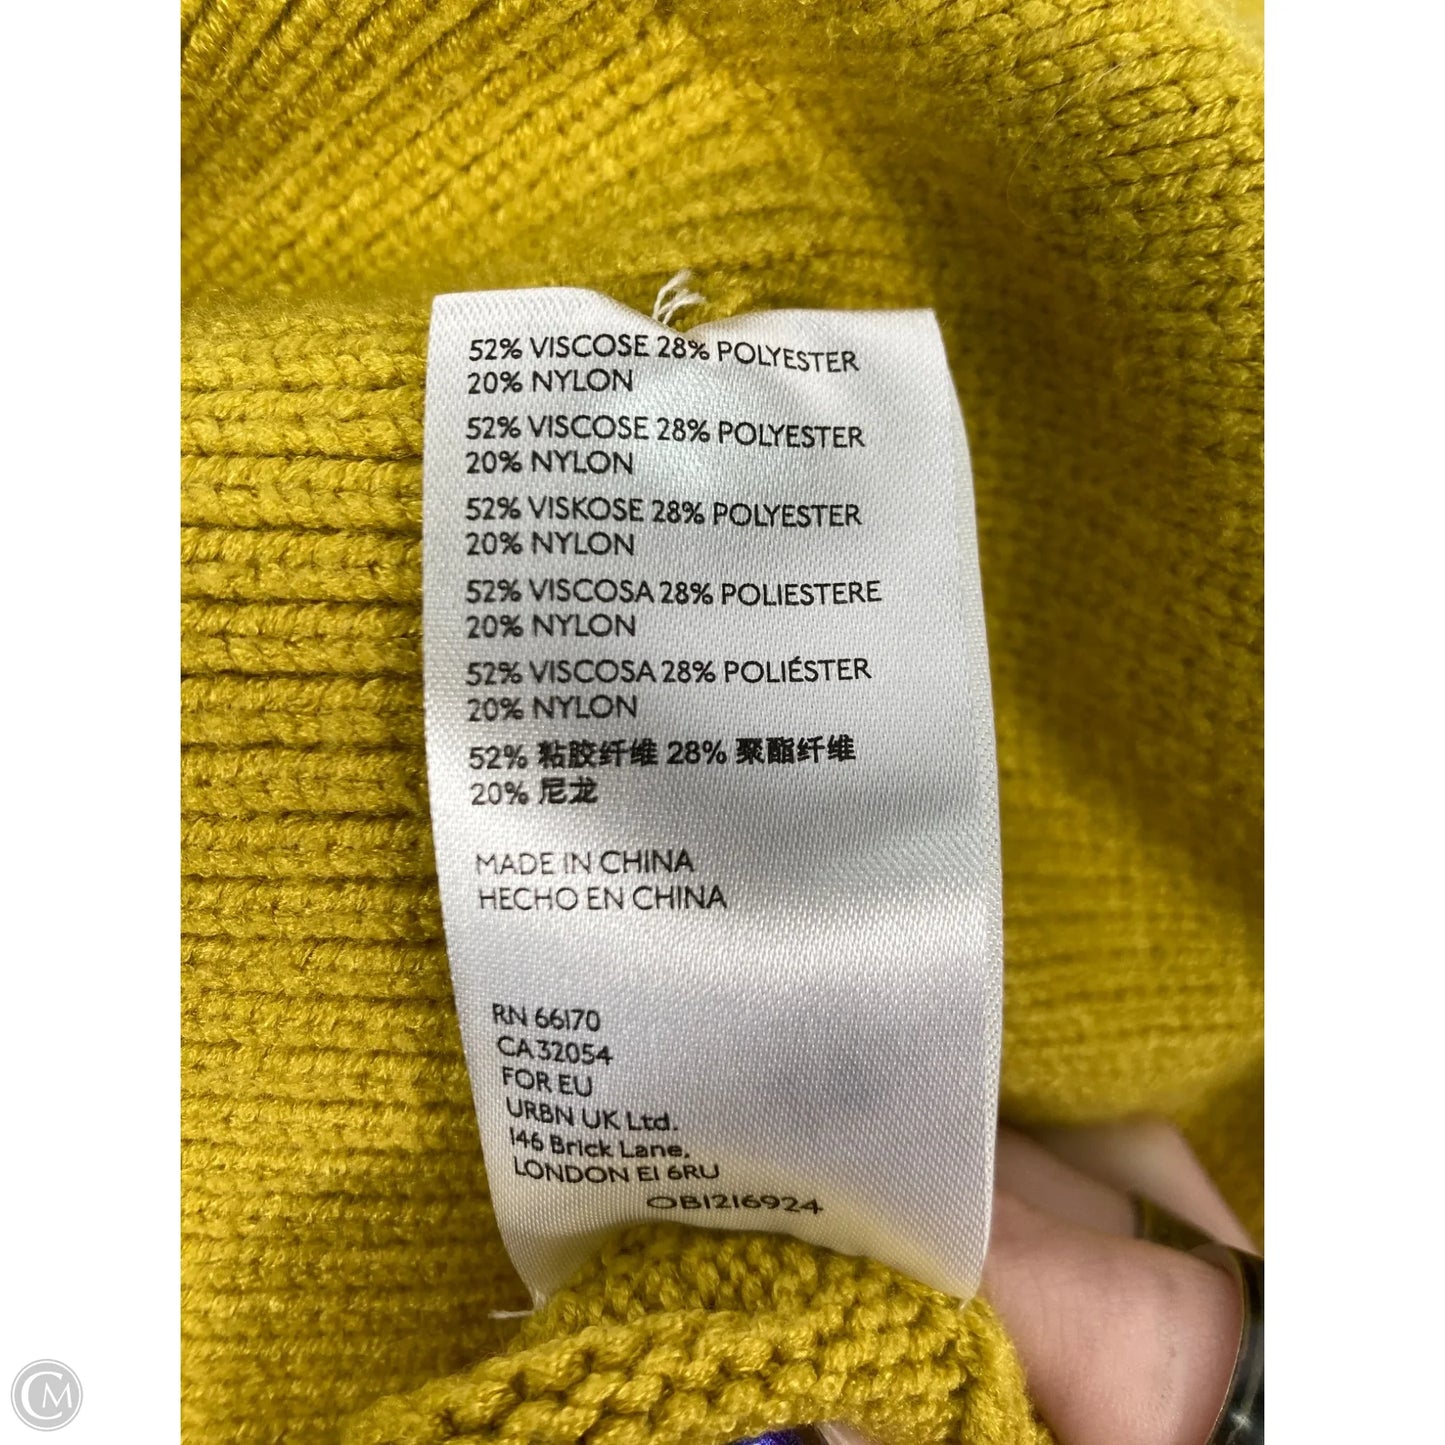 52% VISCOSE 28% POLYESTER
20% NYLON
52% VISCOSE 28% POLYESTER
20% NYLON
52% VISKOSE 28% POLYESTER
20% NYLON
52% VISCOSA 28% POLIESTERE
20% NYLON
52% VISCOSA 28% POLIÉSTER
20% NYLON
52% 粘胶纤维 28% 聚酯纤维
20% 尼龙
MADE IN CHINA
HECHO EN CHINA
RN 66170
CA32054
FOR EU
URBN UK Ltd.
146 Brick Lane,
LONDON E1 6RU
OB1216924
CM